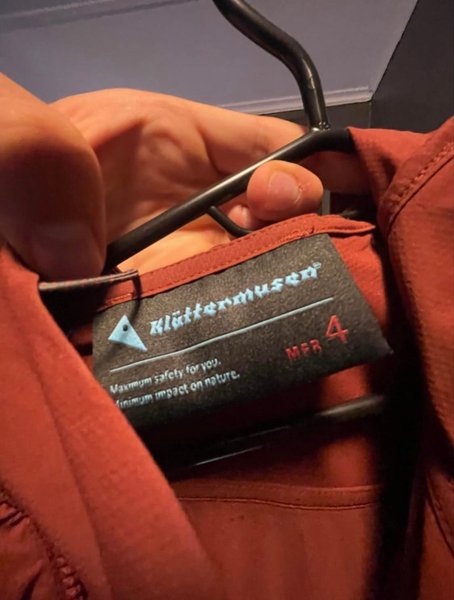 Klättermusen®
Maximum safety for you.
Minimum impact on nature.
MFR 4